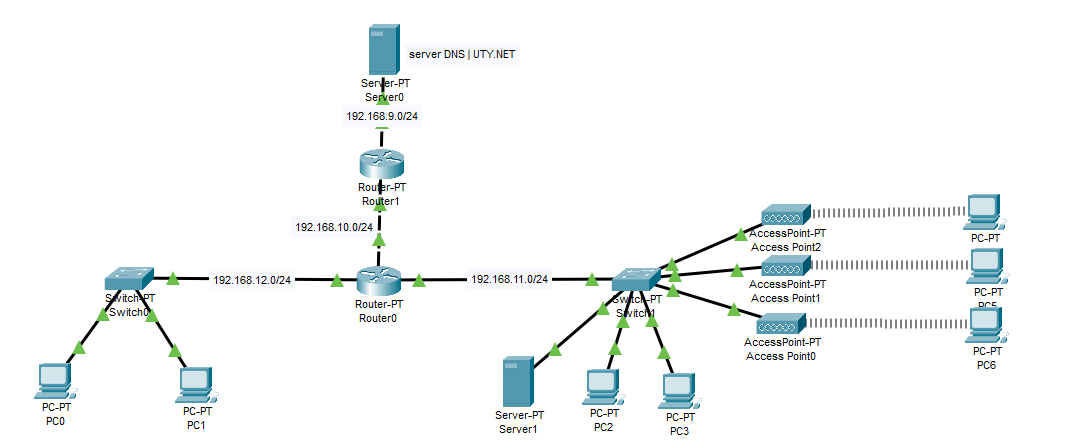 server DNS | UTY.NET
Server-PT
Server0
192.168.9.0/24
Router-PT
Router1
192.168.10.0/24
192.168.12.0/24
Router-PT
Router0
192.168.11.0/24
Switch-PT
Switch0
Switch-PT
Switch1
AccessPoint-PT
Access Point2
AccessPoint-PT
Access Point1
AccessPoint-PT
Access Point0
PC-PT
PC-PT
PC5
PC-PT
PC6
PC-PT
PC0
PC-PT
PC1
Server-PT
Server1
PC-PT
PC2
PC-PT
PC3